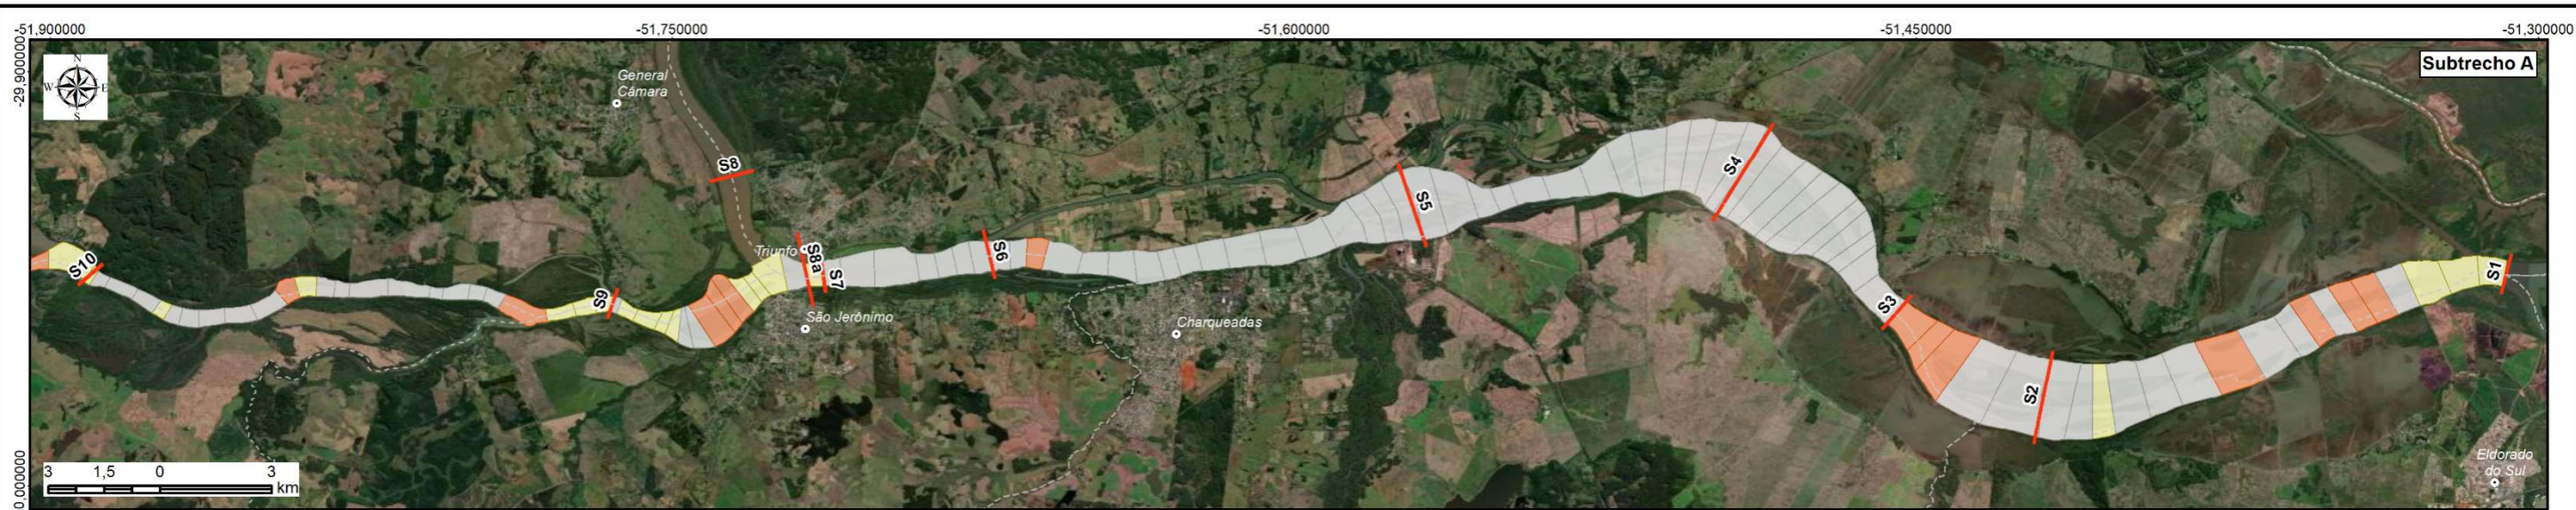 -51,900000
-51,750000
-51,600000
-51,450000
-51,300000
-29,900000
N
W
E
S
Subtrecho A
General
Câmara
S8
S4
S5
Triunfo
S8a
S7
S6
S10
S9
S1
S3
São Jerônimo
Charqueadas
S2
Eldorado
do Sul
3 1,5 0 3
km
0,000000